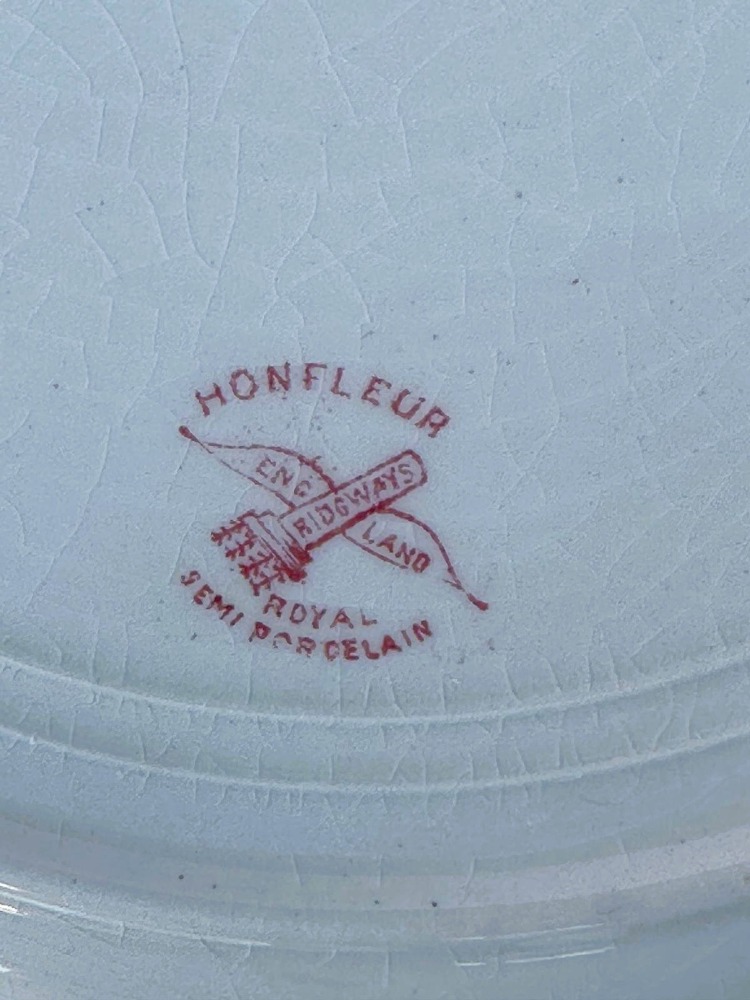 HONFLEUR
ENG LAND
RIDGWAYS
ROYAL
SEMI PORCELAIN